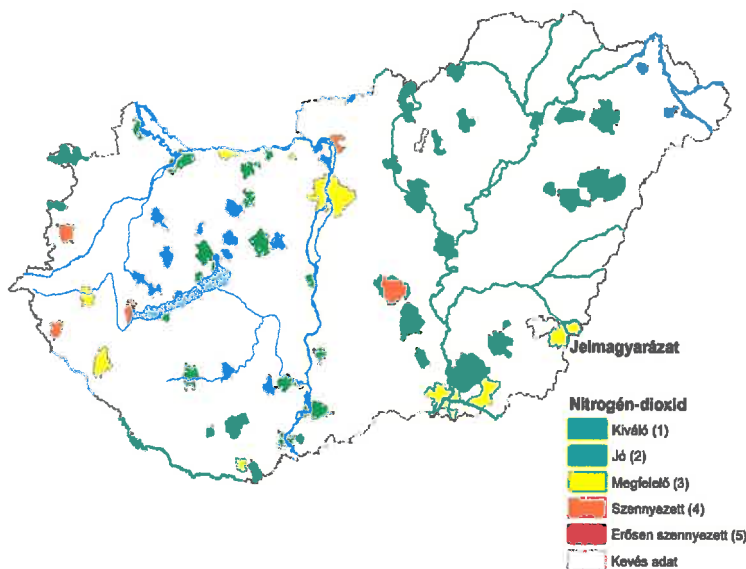 Jelmagyarázat
Nitrogén-dioxid
Kiváló (1)
Jó (2)
Megfelelő (3)
Szennyezett (4)
Erősen szennyezett (5)
Kevés adat